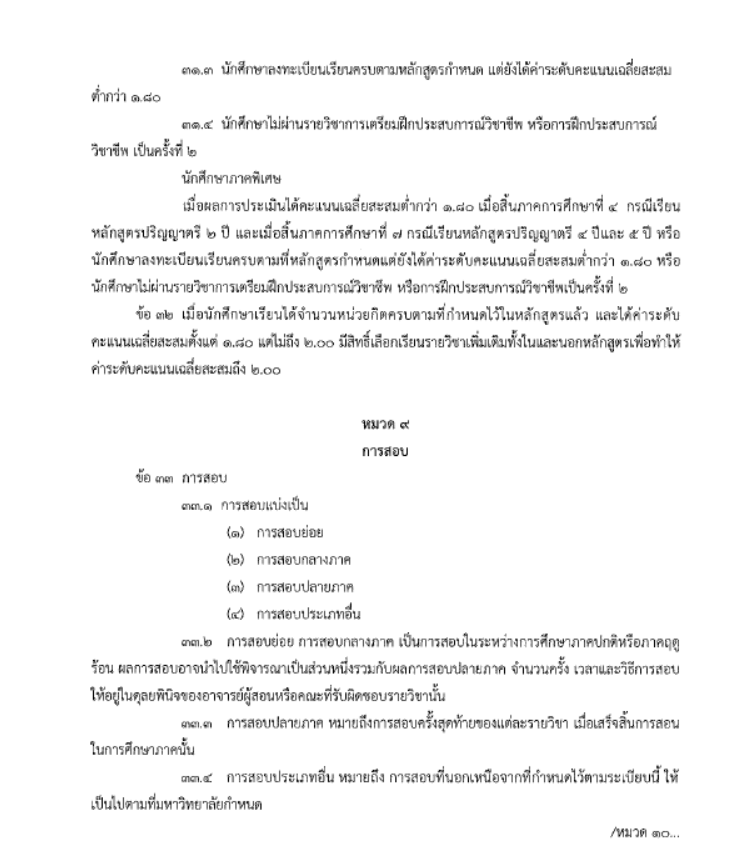 ๓๑.๓ นักศึกษาลงทะเบียนเรียนครบตามหลักสูตรกำหนด แต่ยังได้ค่าระดับคะแนนเฉลี่ยสะสม
ต่ำกว่า ๑.๘๐
๓๑.๔ นักศึกษาไม่ผ่านรายวิชาการเตรียมฝึกประสบการณ์วิชาชีพ หรือการฝึกประสบการณ์
วิชาชีพ เป็นครั้งที่ ๒
นักศึกษาภาคพิเศษ
เมื่อผลการประเมินได้คะแนนเฉลี่ยสะสมต่ำกว่า ๑.๘๐ เมื่อสิ้นภาคการศึกษาที่ ๔ กรณีเรียน
หลักสูตรปริญญาตรี ๒ ปี และเมื่อสิ้นภาคการศึกษาที่ ๗ กรณีเรียนหลักสูตรปริญญาตรี ๔ ปีและ ๕ ปี หรือ
นักศึกษาลงทะเบียนเรียนครบตามที่หลักสูตรกำหนดแต่ยังได้ค่าระดับคะแนนเฉลี่ยสะสมต่ำกว่า ๑.๘๐ หรือ
นักศึกษาไม่ผ่านรายวิชาการเตรียมฝึกประสบการณ์วิชาชีพ หรือการฝึกประสบการณ์วิชาชีพเป็นครั้งที่ ๒
ข้อ ๓๒ เมื่อนักศึกษาเรียนได้จำนวนหน่วยกิตครบตามที่กำหนดไว้ในหลักสูตรแล้ว และได้ค่าระดับ
คะแนนเฉลี่ยสะสมตั้งแต่ ๑.๘๐ แต่ไม่ถึง ๒.๐๐ มีสิทธิ์เลือกเรียนรายวิชาเพิ่มเติมทั้งในและนอกหลักสูตรเพื่อทำให้
ค่าระดับคะแนนเฉลี่ยสะสมถึง ๒.๐๐
หมวด ๙
การสอบ
ข้อ ๓๓ การสอบ
๓๓.๑ การสอบแบ่งเป็น
(๑) การสอบย่อย
(๒) การสอบกลางภาค
(๓) การสอบปลายภาค
(๔) การสอบประเภทอื่น
๓๓.๒ การสอบย่อย การสอบกลางภาค เป็นการสอบในระหว่างการศึกษาภาคปกติหรือภาคฤดู
ร้อน ผลการสอบอาจนำไปใช้พิจารณาเป็นส่วนหนึ่งรวมกับผลการสอบปลายภาค จำนวนครั้ง เวลาและวิธีการสอบ
ให้อยู่ในดุลยพินิจของอาจารย์ผู้สอนหรือคณะที่รับผิดชอบรายวิชานั้น
๓๓.๓ การสอบปลายภาค หมายถึงการสอบครั้งสุดท้ายของแต่ละรายวิชา เมื่อเสร็จสิ้นการสอน
ในการศึกษาภาคนั้น
๓๓.๔ การสอบประเภทอื่น หมายถึง การสอบที่นอกเหนือจากที่กำหนดไว้ตามระเบียบนี้ ให้
เป็นไปตามที่มหาวิทยาลัยกำหนด
/หมวด ๑๐...